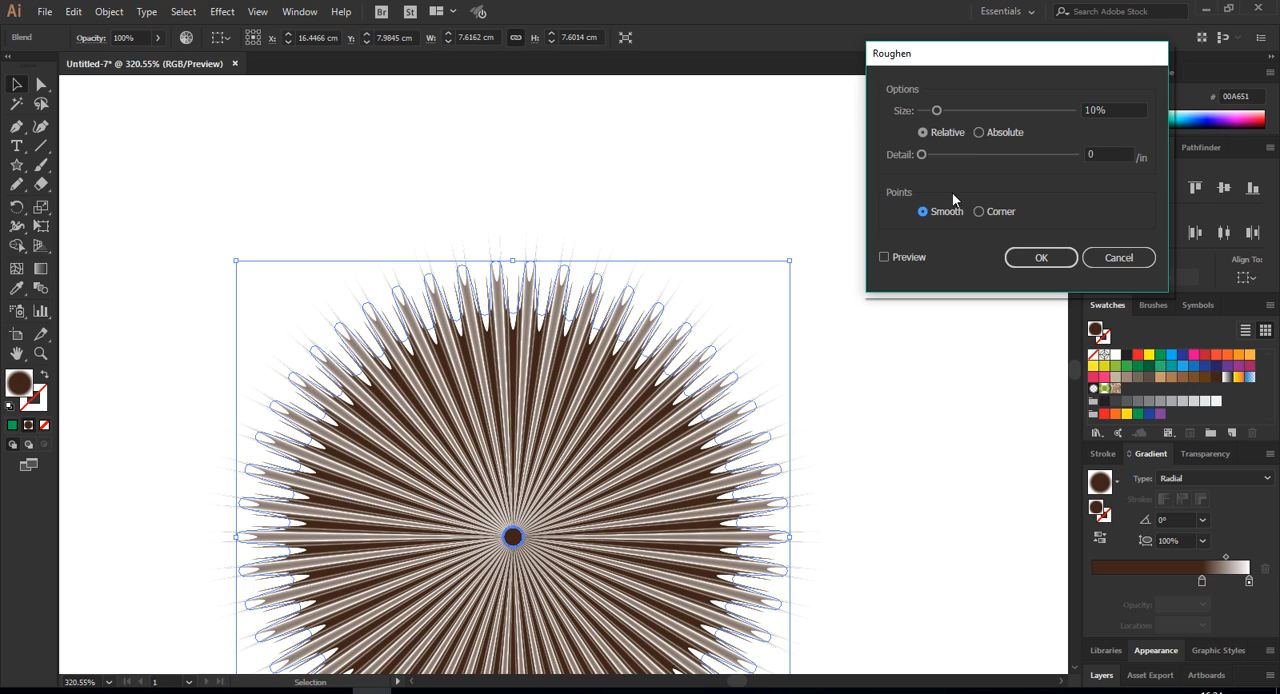 Ai File Edit Object Type Select Effect View Window Help Br St Essentials Search Adobe Stock
Blend Opacity: 100% X: 16.4466 cm Y: 7.9845 cm W: 7.6162 cm H: 7.6014 cm
Untitled-7* @ 320.55% (RGB/Preview) ×
Roughen
Options
Size: 10%
Relative Absolute
Detail: 0 /in
Points
Smooth Corner
Preview OK Cancel
# 00A651
Pathfinder
Align To:
Swatches Brushes Symbols
Stroke Gradient Transparency
Type: Radial
Stroke:
0°
100%
Opacity:
Location:
Libraries Appearance Graphic Styles
Layers Asset Export Artboards
320.55% 1 Selection